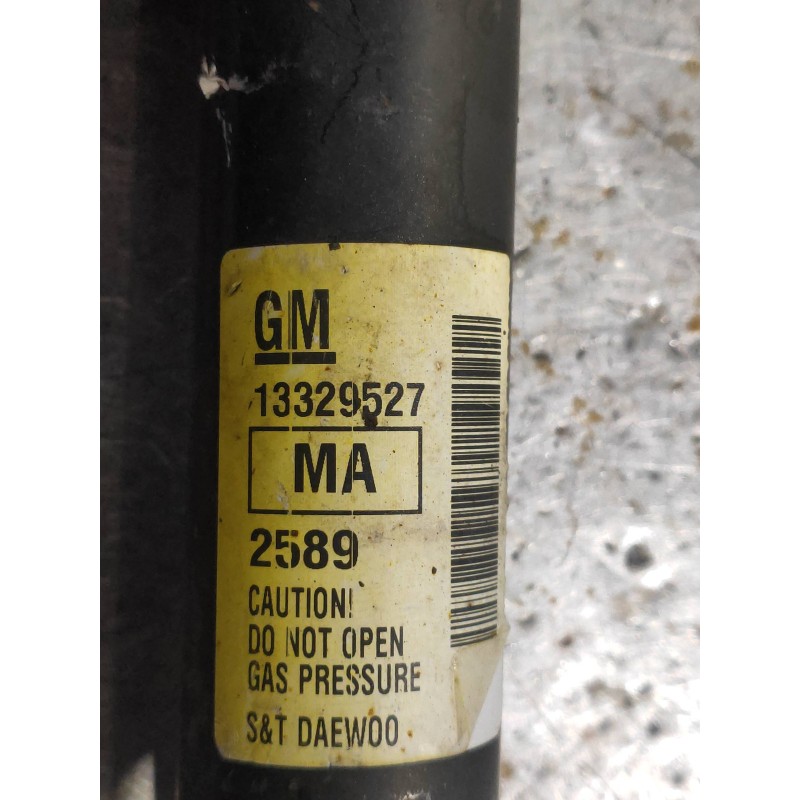 GM
13329527
MA
2589
CAUTION!
DO NOT OPEN
GAS PRESSURE
S&T DAEWOO